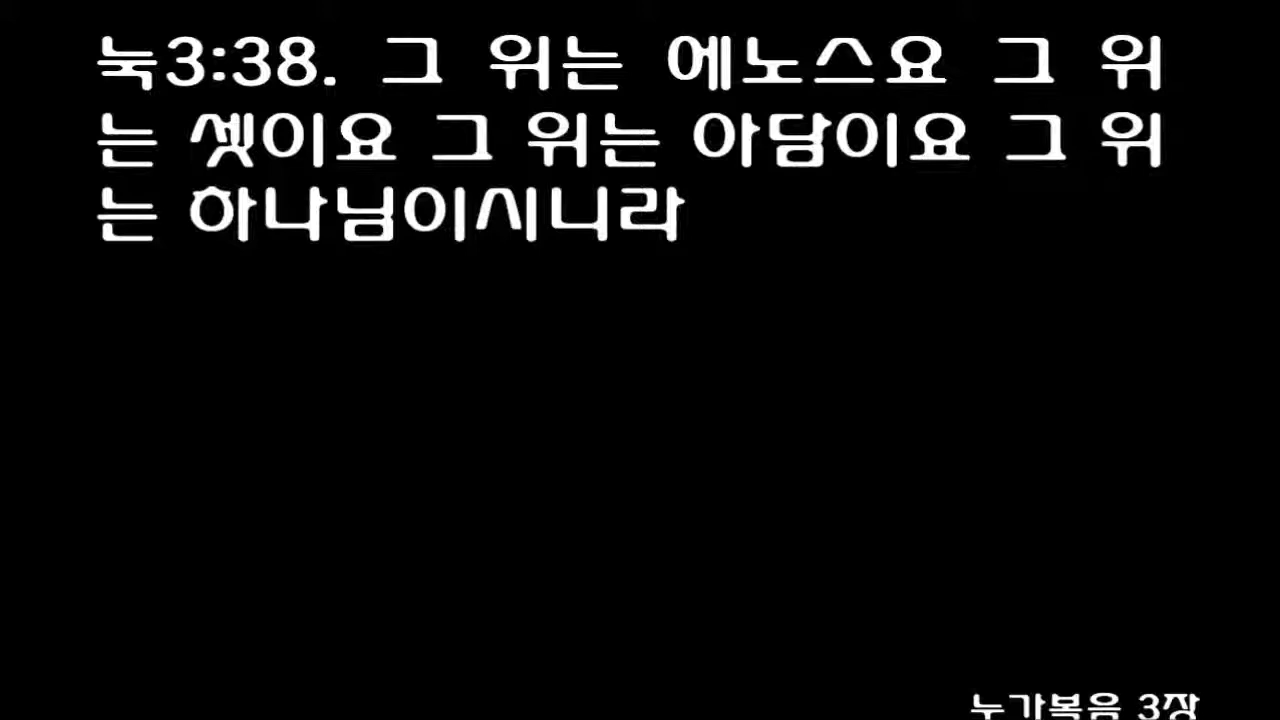 눅3:38. 그 위는 에노스요 그 위
는 셋이요 그 위는 아담이요 그 위
는 하나님이시니라
누가복음 3장